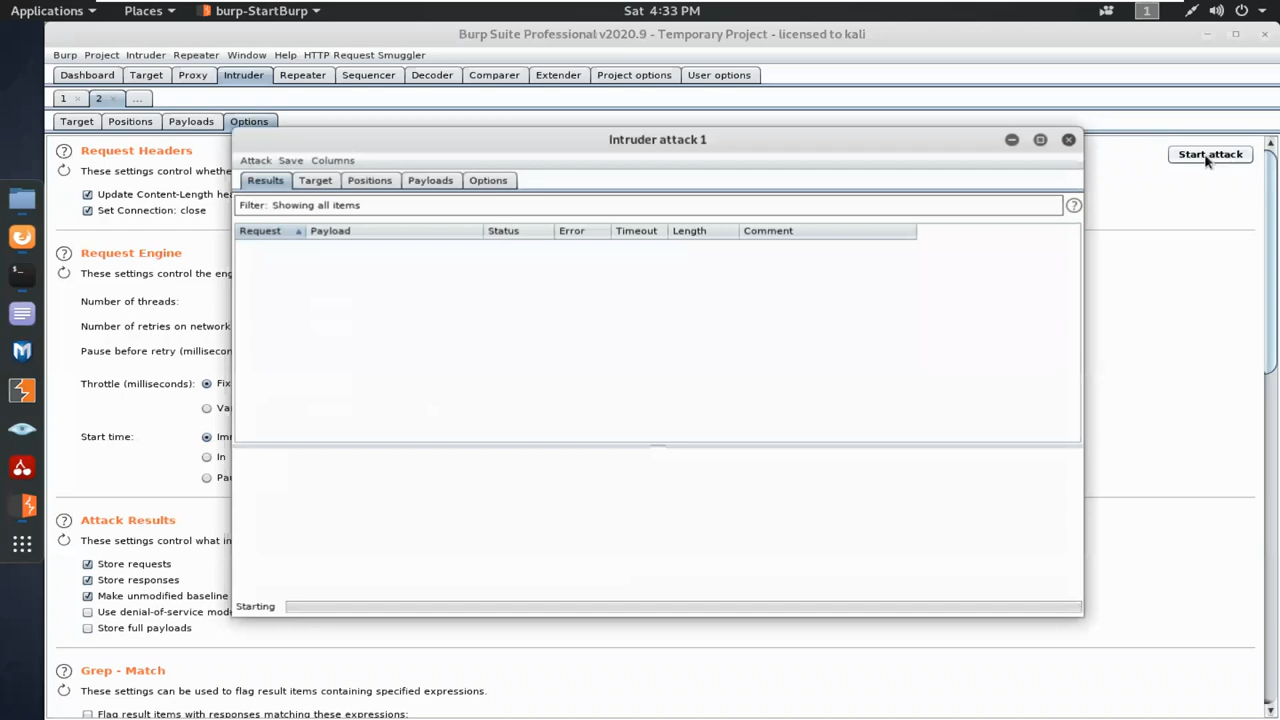 Applications Places burp-StartBurp Sat 4:33 PM 1
Burp Suite Professional v2020.9 - Temporary Project - licensed to kali
Burp Project Intruder Repeater Window Help HTTP Request Smuggler
Dashboard Target Proxy Intruder Repeater Sequencer Decoder Comparer Extender Project options User options
1 × 2 × ...
Target Positions Payloads Options
Request Headers
These settings control whethe
Update Content-Length hea
Set Connection: close
Start attack
Request Engine
These settings control the eng
Number of threads:
Number of retries on network
Pause before retry (millisecon
Throttle (milliseconds): Fix
Va
Start time: Imr
In
Pau
Attack Results
These settings control what in
Store requests
Store responses
Make unmodified baseline
Use denial-of-service mode
Store full payloads
Grep - Match
These settings can be used to flag result items containing specified expressions.
Flag result items with responses matching these expressions:
Intruder attack 1
Attack Save Columns
Results Target Positions Payloads Options
Filter: Showing all items
?
Request Payload Status Error Timeout Length Comment
Starting